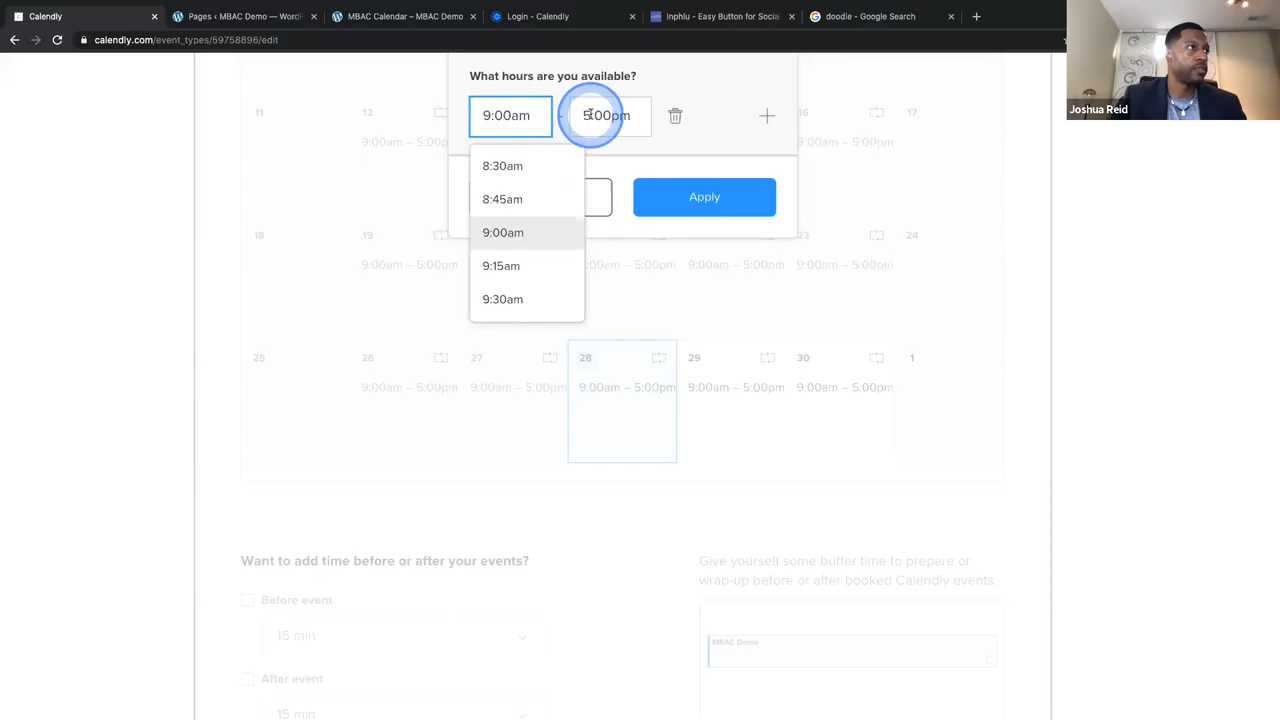 Calendly
Pages ‹ MBAC Demo — WordP
MBAC Calendar – MBAC Demo
Login - Calendly
Inphlu - Easy Button for Social
doodle - Google Search
calendly.com/event_types/59758896/edit
Joshua Reid
What hours are you available?
9:00am - 5:00pm
8:30am
8:45am
9:00am
9:15am
9:30am
Apply
11 12 16 17
9:00am 9:00am – 5:00pm
18 19 23 24
9:00am :00am – 5:00pm 9:00am – 5:00pm 9:00am – 5:00pm
25 26 27 28 29 30 1
9:00am – 5:00pm 9:00am – 5:00pm 9:00am – 5:00pm 9:00am – 5:00pm 9:00am – 5:00pm
Want to add time before or after your events?
Before event
15 min
After event
15 min
Give yourself some buffer time to prepare or
wrap-up before or after booked Calendly events.
MBAC Demo